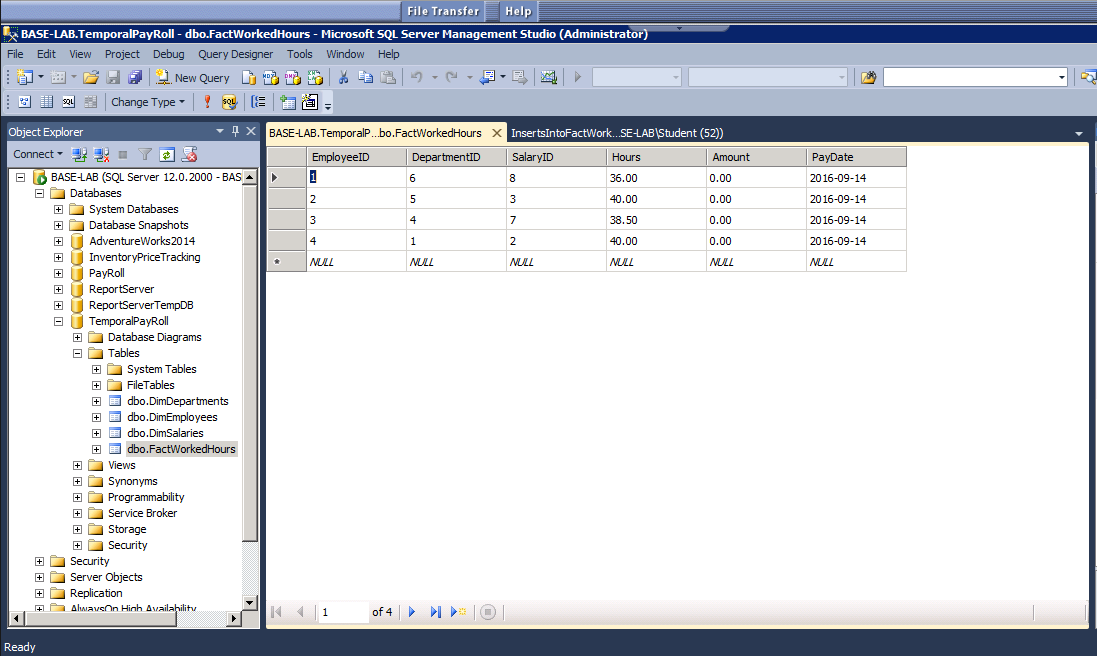 File Transfer Help
BASE-LAB.TemporalPayRoll - dbo.FactWorkedHours - Microsoft SQL Server Management Studio (Administrator)
File Edit View Project Debug Query Designer Tools Window Help
New Query
Change Type
Object Explorer
Connect
BASE-LAB (SQL Server 12.0.2000 - BAS
Databases
System Databases
Database Snapshots
AdventureWorks2014
InventoryPriceTracking
PayRoll
ReportServer
ReportServerTempDB
TemporalPayRoll
Database Diagrams
Tables
System Tables
FileTables
dbo.DimDepartments
dbo.DimEmployees
dbo.DimSalaries
dbo.FactWorkedHours
Views
Synonyms
Programmability
Service Broker
Storage
Security
Security
Server Objects
Replication
AlwaysOn High Availability
BASE-LAB.TemporalP...bo.FactWorkedHours InsertsIntoFactWork...SE-LAB\Student (52))
EmployeeID DepartmentID SalaryID Hours Amount PayDate
1 6 8 36.00 0.00 2016-09-14
2 5 3 40.00 0.00 2016-09-14
3 4 7 38.50 0.00 2016-09-14
4 1 2 40.00 0.00 2016-09-14
NULL NULL NULL NULL NULL NULL
1 of 4
Ready